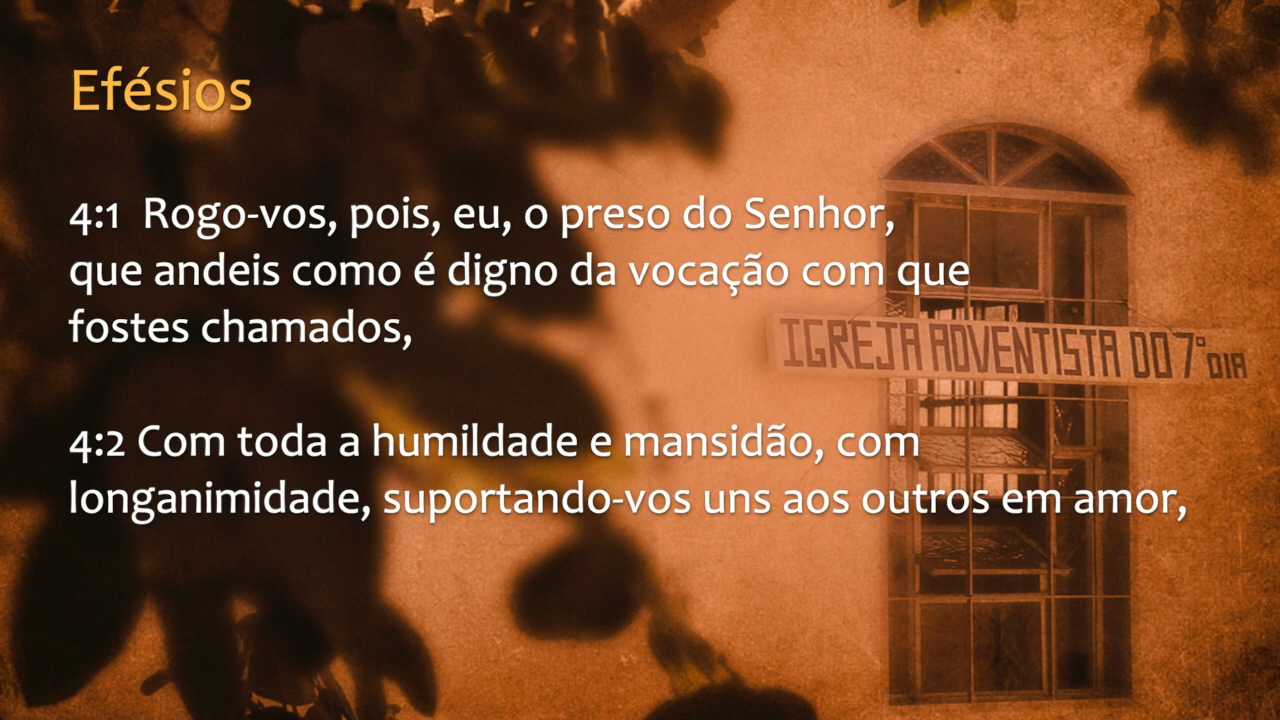 Efésios
4:1 Rogo-vos, pois, eu, o preso do Senhor,
que andeis como é digno da vocação com que
fostes chamados,
IGREJA ADVENTISTA DO 7° DIA
4:2 Com toda a humildade e mansidão, com
longanimidade, suportando-vos uns aos outros em amor,